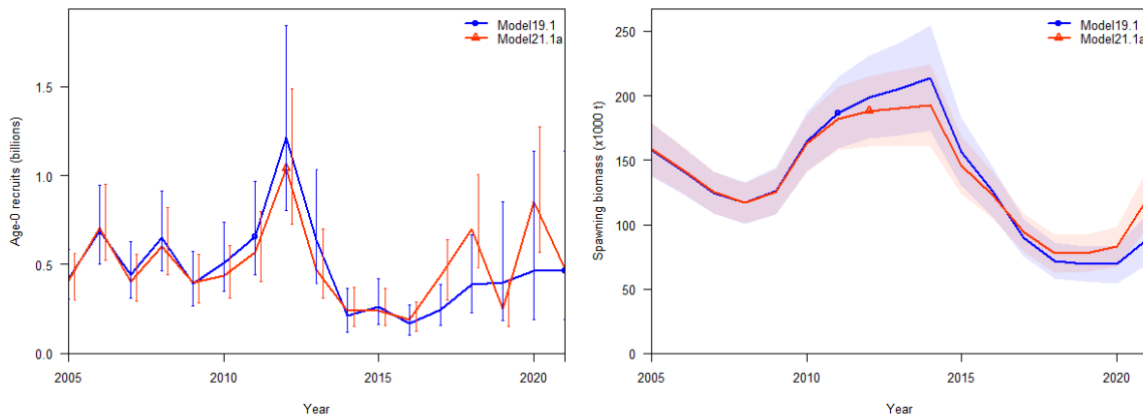 Model19.1
Model21.1a
Age-0 recruits (billions)
1.5
1.0
0.5
0.0
2005
2010
2015
2020
Year
Model19.1
Model21.1a
Spawning biomass (x1000 t)
250
200
150
100
50
0
2005
2010
2015
2020
Year